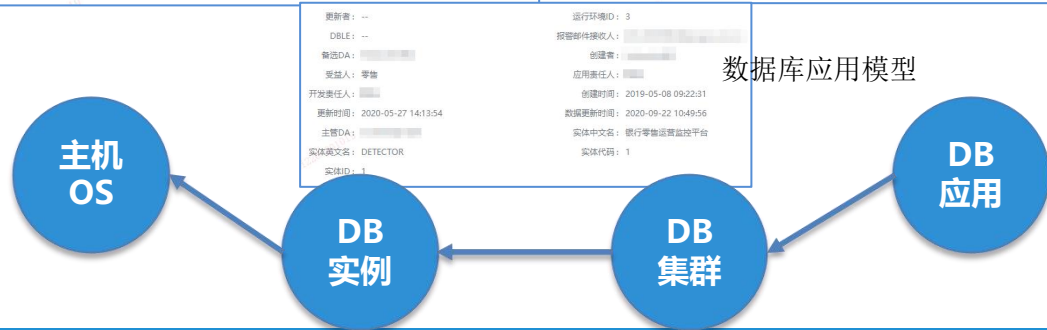 更新者： --
运行环境ID： 3
DBLE： --
报警邮件接收人：
备选DA：
创建者：
受益人： 零售
应用责任人：
数据库应用模型
开发责任人：
创建时间： 2019-05-08 09:22:31
更新时间： 2020-05-27 14:13:54
数据更新时间： 2020-09-22 10:49:56
主管DA：
实体中文名： 银行零售运营监控平台
实体英文名： DETECTOR
实体代码： 1
实体ID： 1
主机
OS
DB
实例
DB
集群
DB
应用